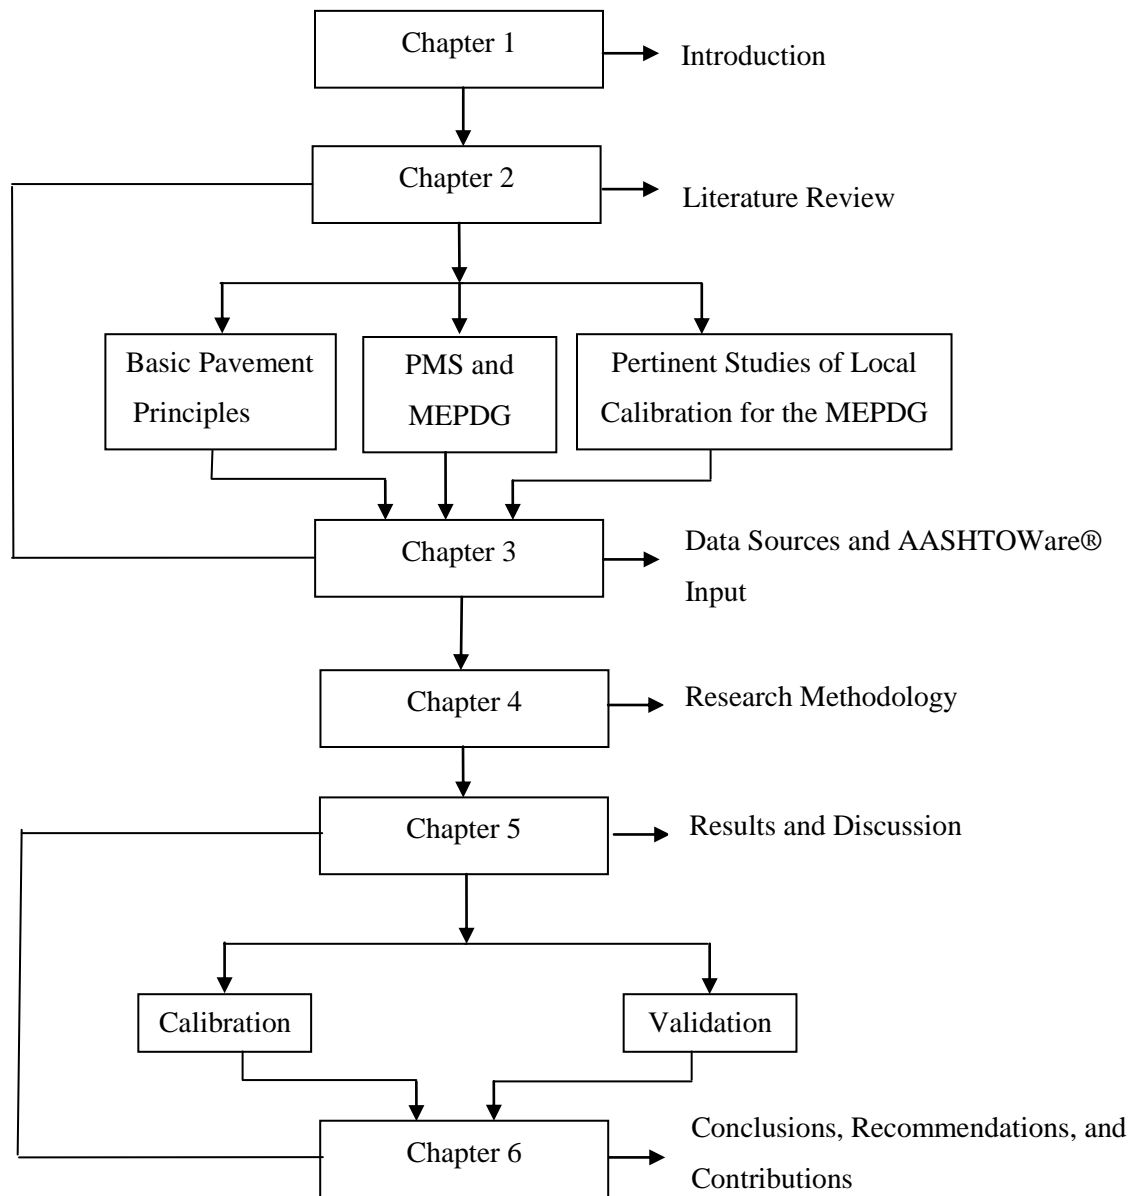 Chapter 1
Introduction
Chapter 2
Literature Review
Basic Pavement
Principles
PMS and
MEPDG
Pertinent Studies of Local
Calibration for the MEPDG
Chapter 3
Data Sources and AASHTOWare®
Input
Chapter 4
Research Methodology
Chapter 5
Results and Discussion
Calibration
Validation
Chapter 6
Conclusions, Recommendations, and
Contributions